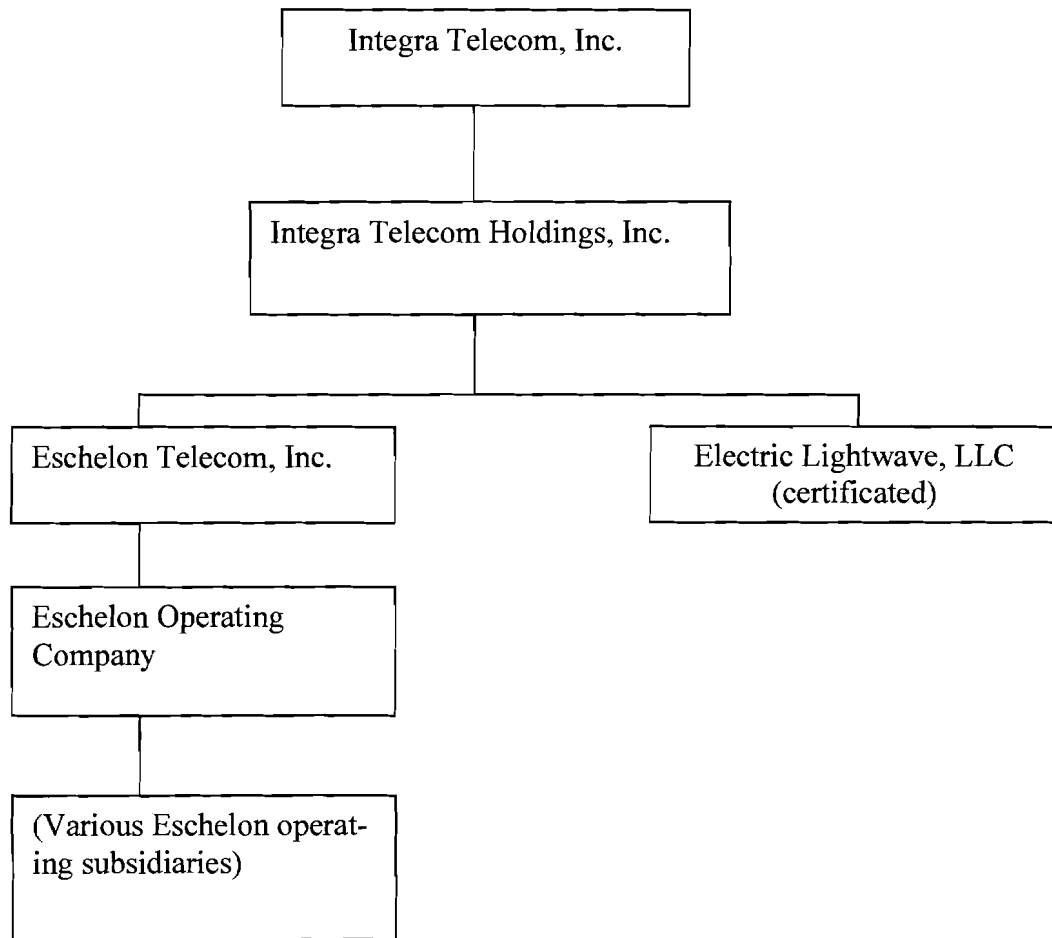 Integra Telecom, Inc.
Integra Telecom Holdings, Inc.
Eschelon Telecom, Inc.
Electric Lightwave, LLC
(certificated)
Eschelon Operating
Company
(Various Eschelon operat-
ing subsidiaries)